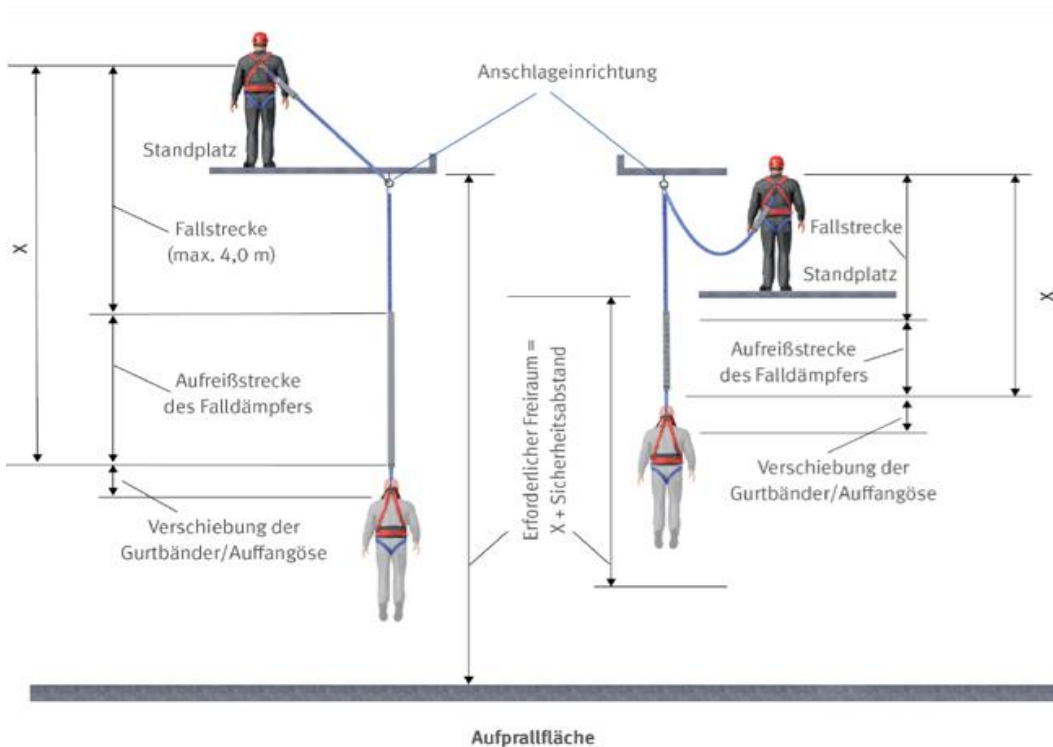 Anschlageinrichtung
Standplatz
X
Fallstrecke
(max. 4,0 m)
Aufreißstrecke
des Falldämpfers
Verschiebung der
Gurtbänder/Auffangöse
Erforderlicher Freiraum =
X + Sicherheitsabstand
Fallstrecke
Standplatz
X
Aufreißstrecke
des Falldämpfers
Verschiebung der
Gurtbänder/Auffangöse
Aufprallfläche